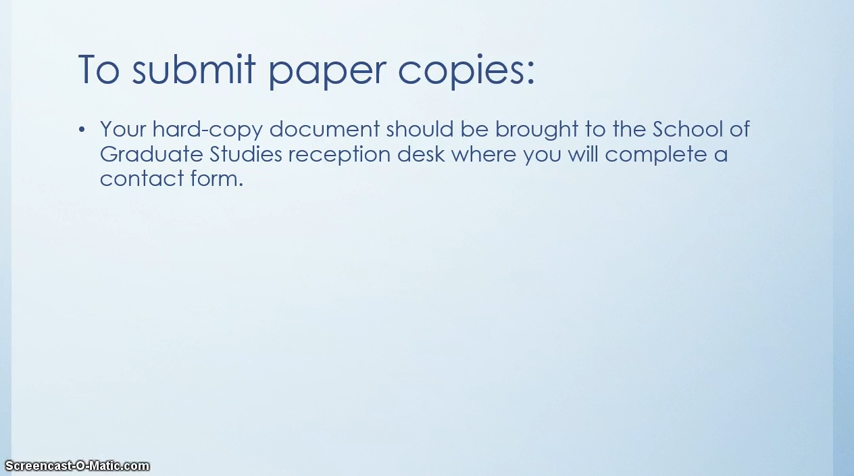 To submit paper copies:
• Your hard-copy document should be brought to the School of
Graduate Studies reception desk where you will complete a
contact form.
Screencast-O-Matic.com